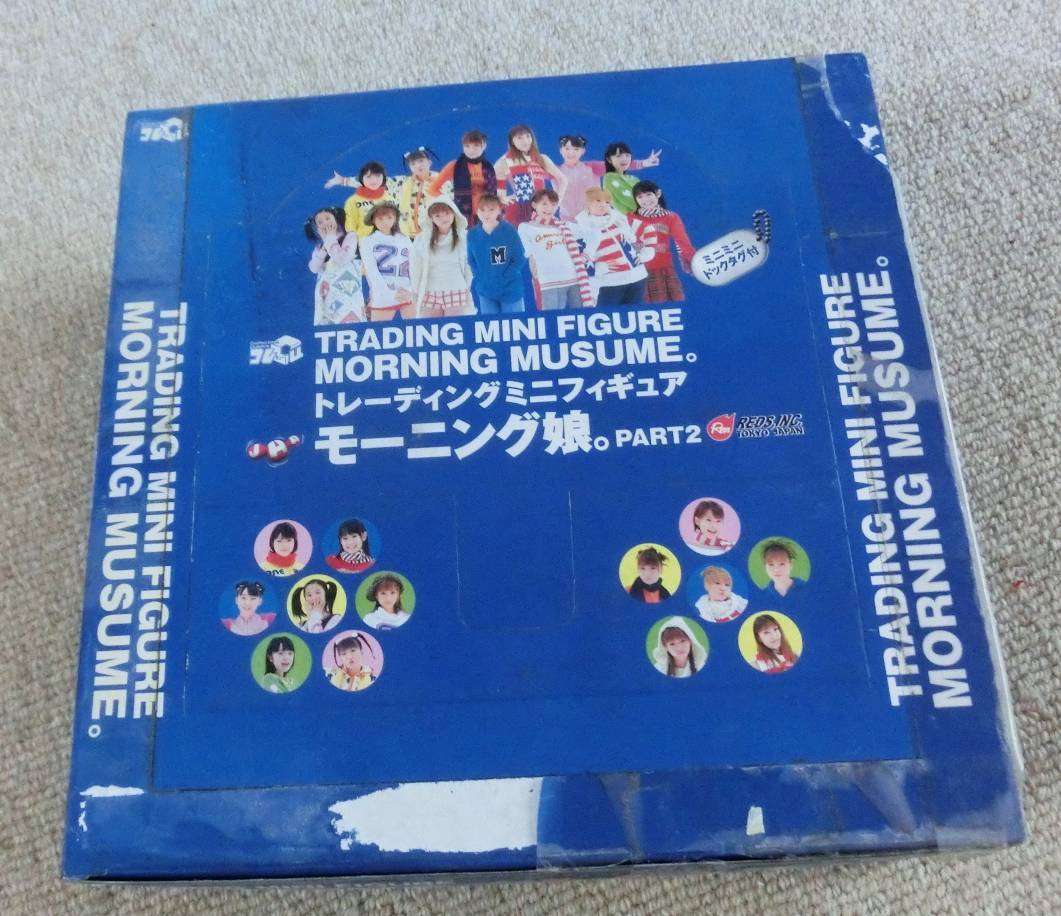 ミニミニ
ドックタグ付
TRADING MINI FIGURE
MORNING MUSUME。
トレーディングミニフィギュア
モーニング娘。PART2
REDS, INC.
TOKYO JAPAN
TRADING MINI FIGURE
MORNING MUSUME。
TRADING MINI FIGURE
MORNING MUSUME。